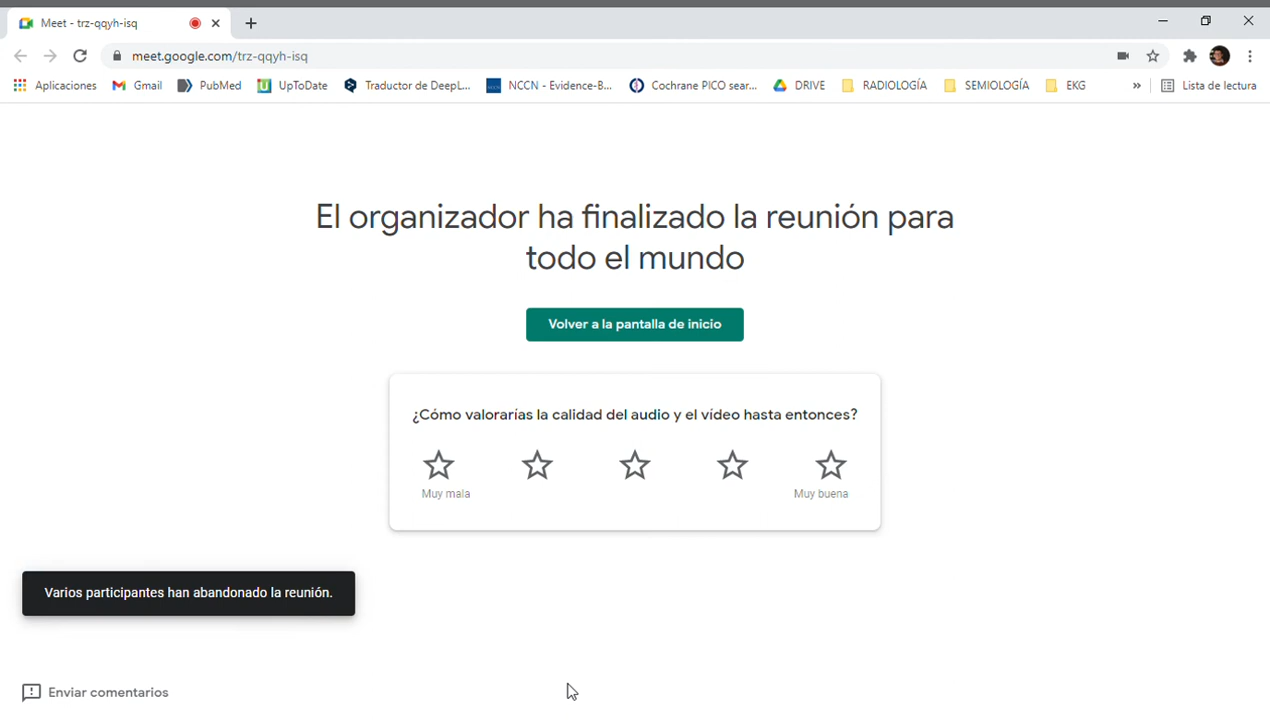 Meet - trz-qqyh-isq
meet.google.com/trz-qqyh-isq
Aplicaciones Gmail PubMed UpToDate Traductor de DeepL... NCCN - Evidence-B... Cochrane PICO sear... DRIVE RADIOLOGÍA SEMIOLOGÍA EKG » Lista de lectura
El organizador ha finalizado la reunión para
todo el mundo
Volver a la pantalla de inicio
¿Cómo valorarías la calidad del audio y el vídeo hasta entonces?
Muy mala Muy buena
Varios participantes han abandonado la reunión.
Enviar comentarios